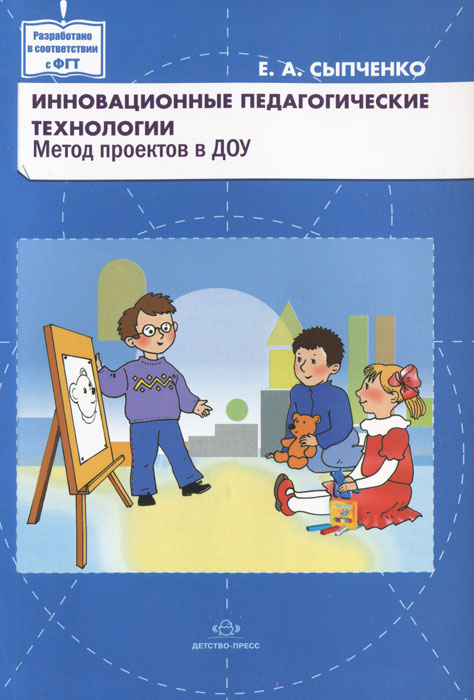 Разработано
в соответствии
с ФГТ
Е. А. СЫПЧЕНКО
ИННОВАЦИОННЫЕ ПЕДАГОГИЧЕСКИЕ
ТЕХНОЛОГИИ
Метод проектов в ДОУ
ДЕТСТВО-ПРЕСС